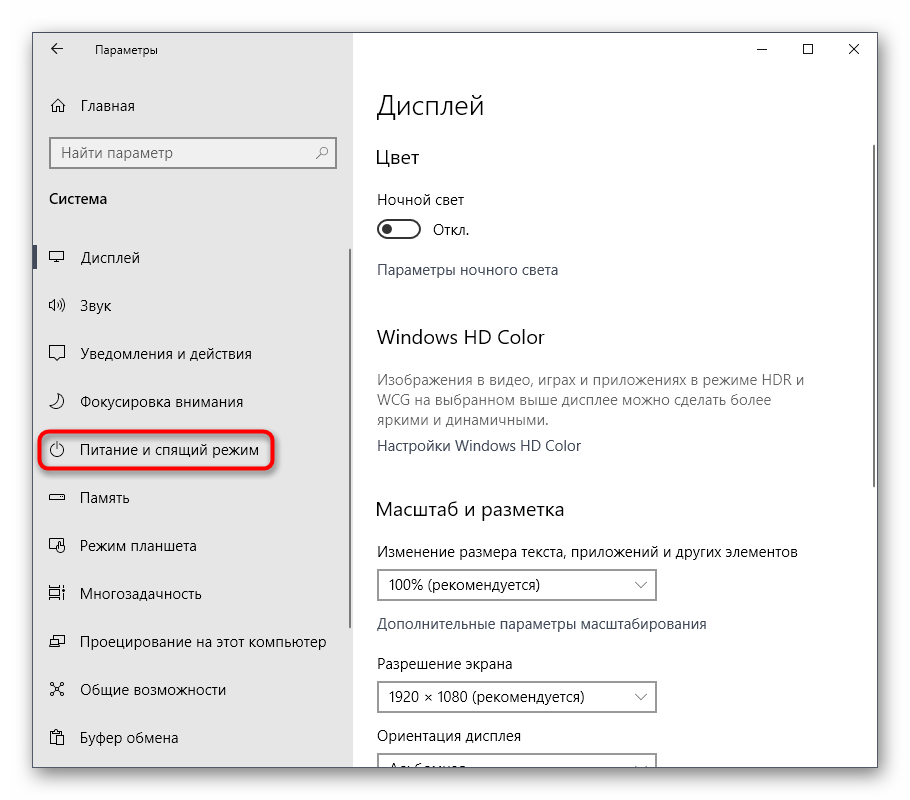 Параметры
Главная
Найти параметр
Система
Дисплей
Звук
Уведомления и действия
Фокусировка внимания
Питание и спящий режим
Память
Режим планшета
Многозадачность
Проецирование на этот компьютер
Общие возможности
Буфер обмена
Дисплей
Цвет
Ночной свет
Откл.
Параметры ночного света
Windows HD Color
Изображения в видео, играх и приложениях в режиме HDR и
WCG на выбранном выше дисплее можно сделать более
яркими и динамичными.
Настройки Windows HD Color
Масштаб и разметка
Изменение размера текста, приложений и других элементов
100% (рекомендуется)
Дополнительные параметры масштабирования
Разрешение экрана
1920 × 1080 (рекомендуется)
Ориентация дисплея
Альбомная